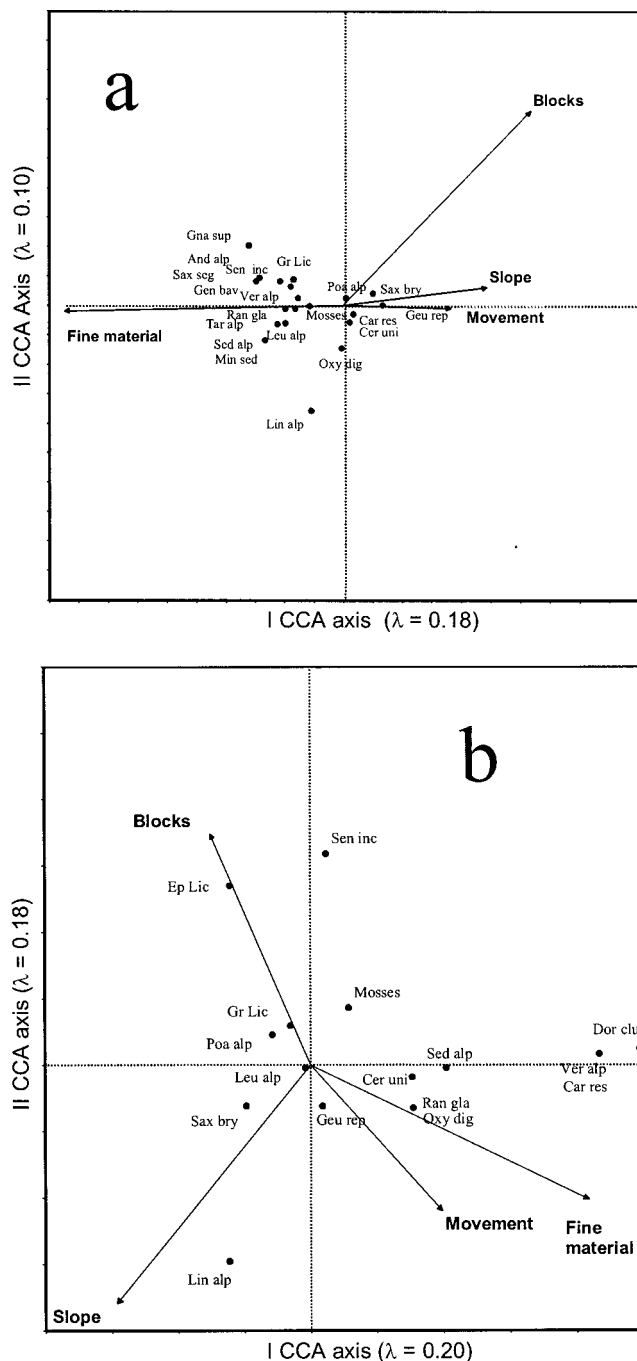 a
Blocks
Gna sup
And alp
Sen inc
Gr Lic
Sax seg
Gen bav
Ver alp
Poa alp
Sax bry
Slope
Ran gla
Mosses
Car res
Geu rep
Movement
Fine material
Tar alp
Leu alp
Cer uni
Sed alp
Min sed
Oxy dig
Lin alp
II CCA Axis (λ = 0.10)
I CCA axis (λ = 0.18)
b
Blocks
Sen inc
Ep Lic
Mosses
Gr Lic
Poa alp
Dor clu
Sed alp
Ver alp
Leu alp
Cer uni
Car res
Sax bry
Geu rep
Ran gla
Oxy dig
Movement
Fine
material
Lin alp
Slope
II CCA axis (λ = 0.18)
I CCA axis (λ = 0.20)